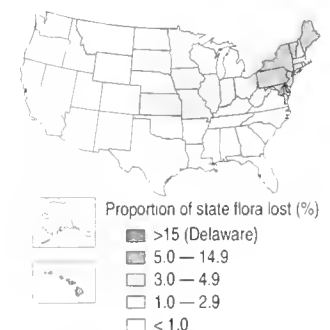 Proportion of state flora lost (%)
>15 (Delaware)
5.0 — 14.9
3.0 — 4.9
1.0 — 2.9
< 1.0